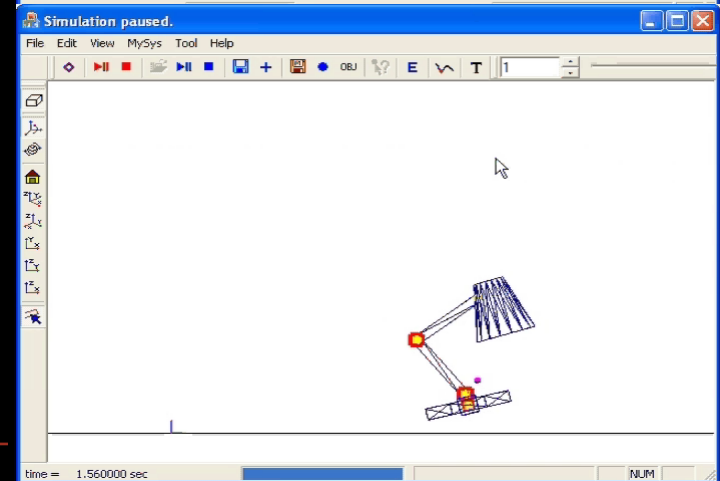 Simulation paused.
File Edit View MySys Tool Help
OBJ E T 1
time = 1.560000 sec NUM